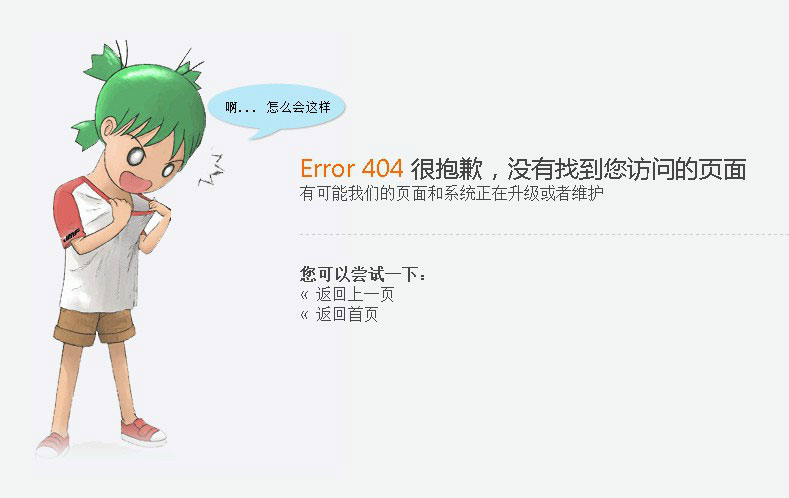 啊... 怎么会这样
Error 404 很抱歉，没有找到您访问的页面
有可能我们的页面和系统正在升级或者维护
您可以尝试一下：
« 返回上一页
« 返回首页